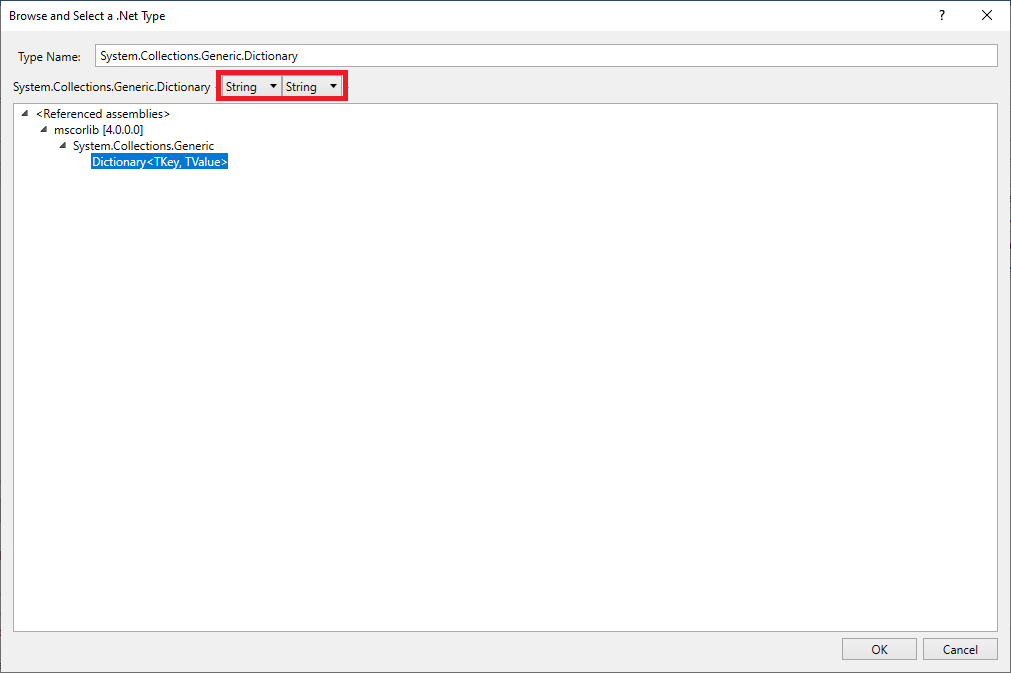 Browse and Select a .Net Type ?
Type Name: System.Collections.Generic.Dictionary
System.Collections.Generic.Dictionary String String
<Referenced assemblies>
mscorlib [4.0.0.0]
System.Collections.Generic
Dictionary<TKey, TValue>
OK Cancel